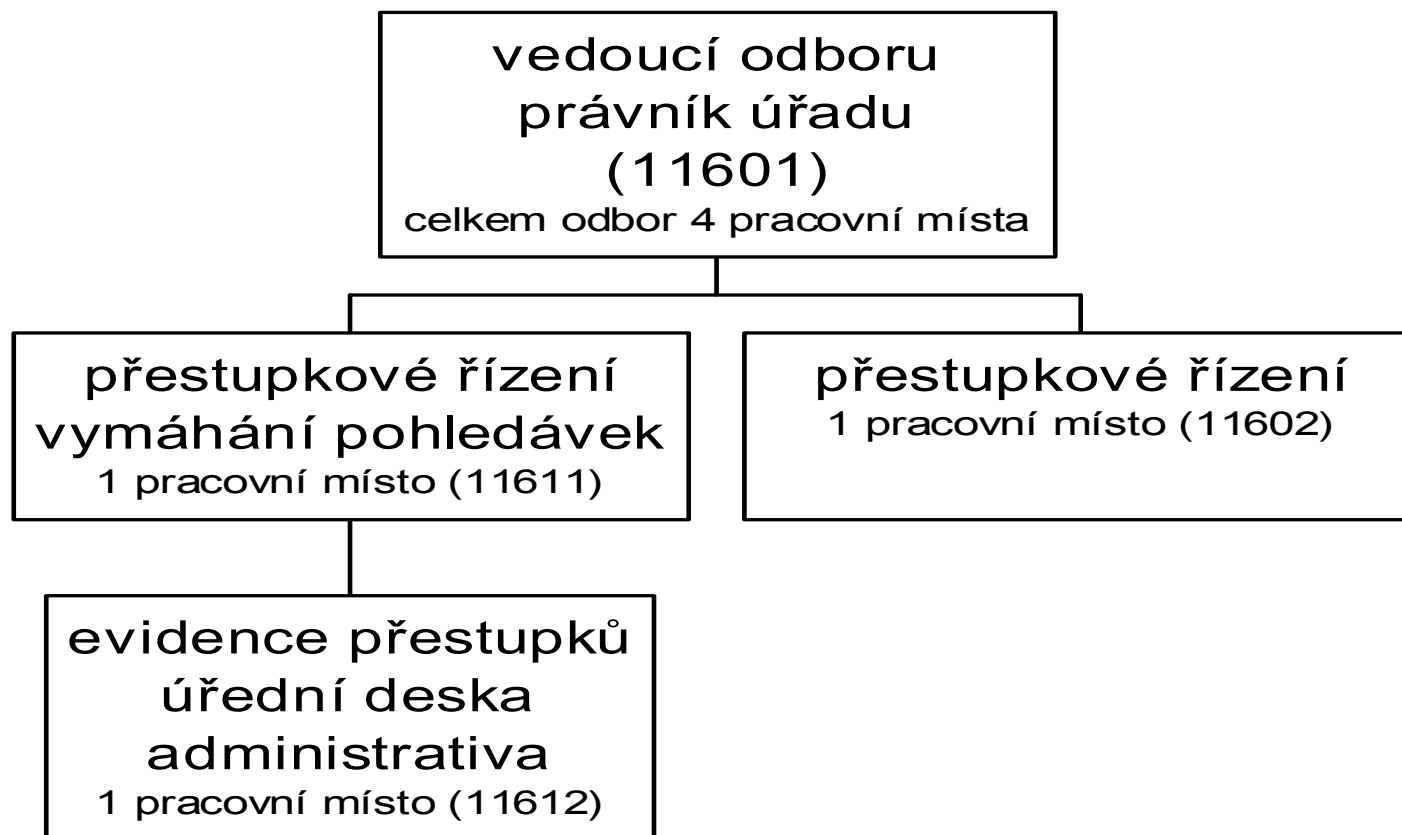 vedoucí odboru
právník úřadu
(11601)
celkem odbor 4 pracovní místa
přestupkové řízení
vymáhání pohledávek
1 pracovní místo (11611)
přestupkové řízení
1 pracovní místo (11602)
evidence přestupků
úřední deska
administrativa
1 pracovní místo (11612)